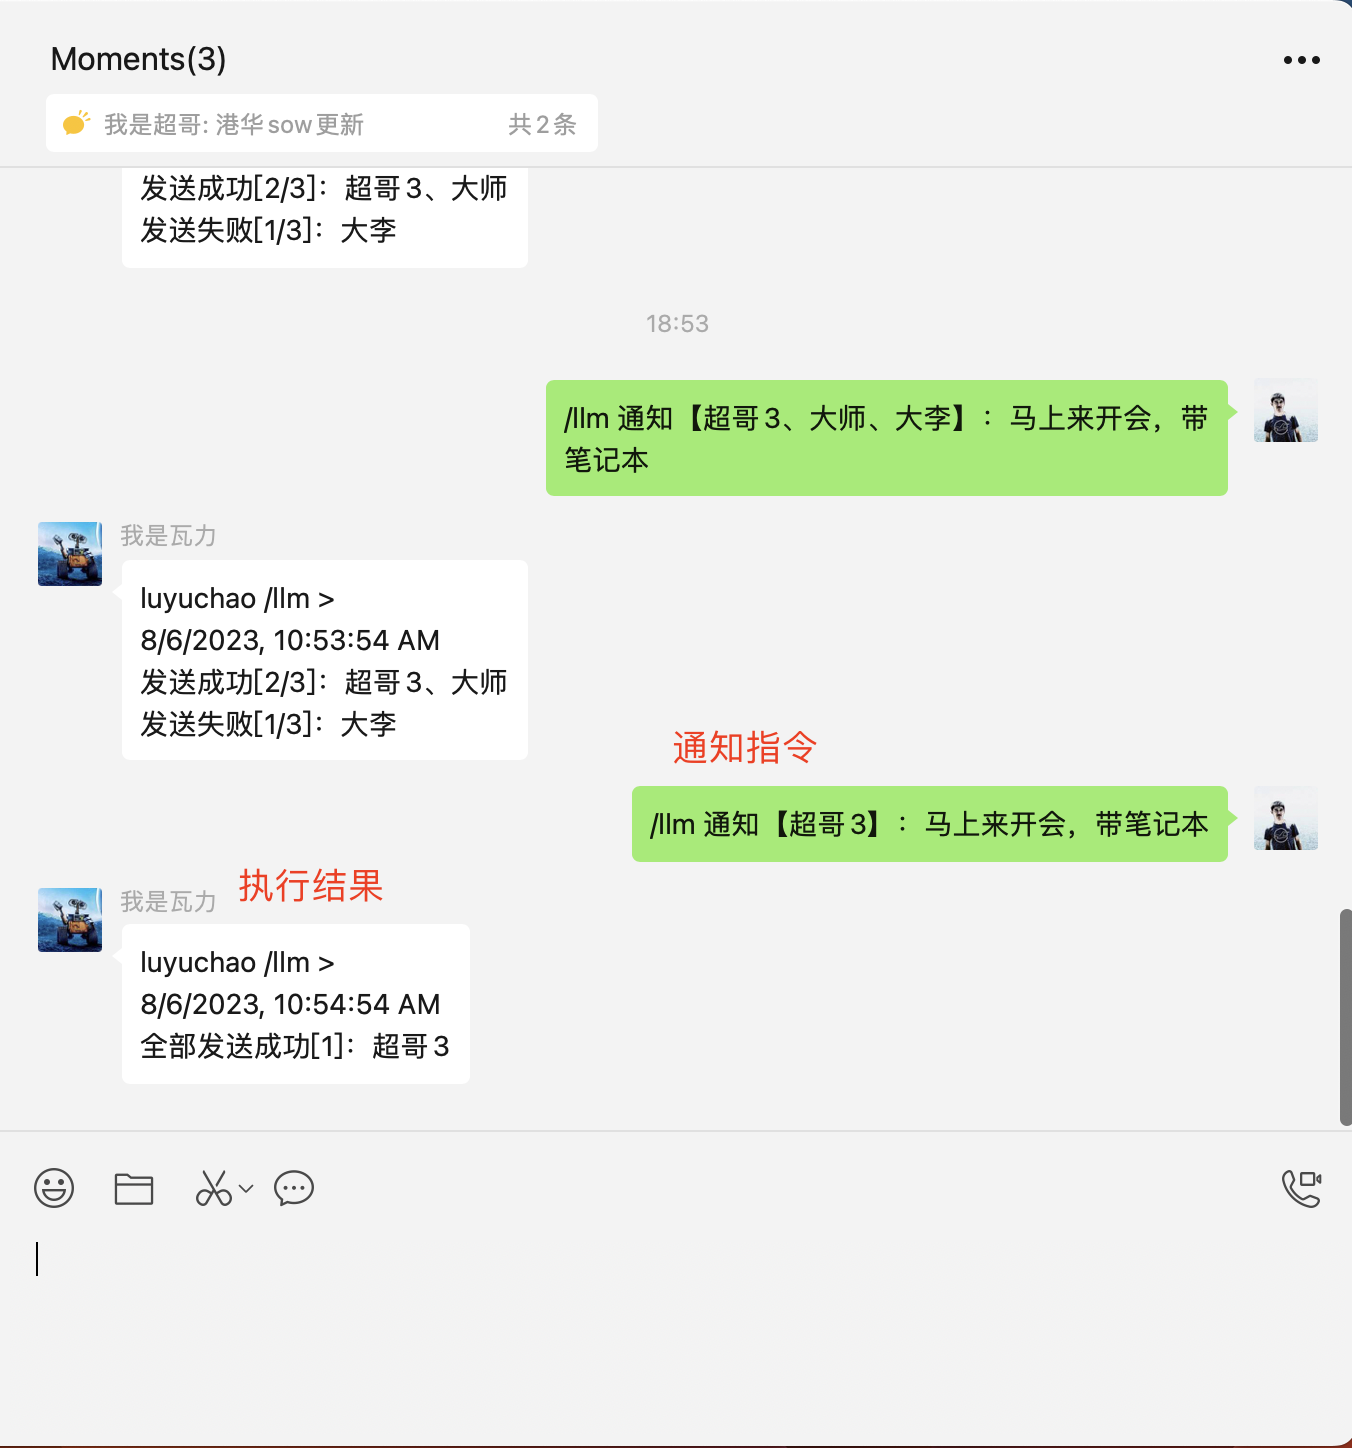 Moments(3)
我是超哥: 港华sow更新 共2条
发送成功[2/3]：超哥3、大师
发送失败[1/3]：大李
18:53
/llm 通知【超哥3、大师、大李】：马上来开会，带
笔记本
我是瓦力
luyuchao /llm >
8/6/2023, 10:53:54 AM
发送成功[2/3]：超哥3、大师
发送失败[1/3]：大李
通知指令
/llm 通知【超哥3】：马上来开会，带笔记本
我是瓦力 执行结果
luyuchao /llm >
8/6/2023, 10:54:54 AM
全部发送成功[1]：超哥3